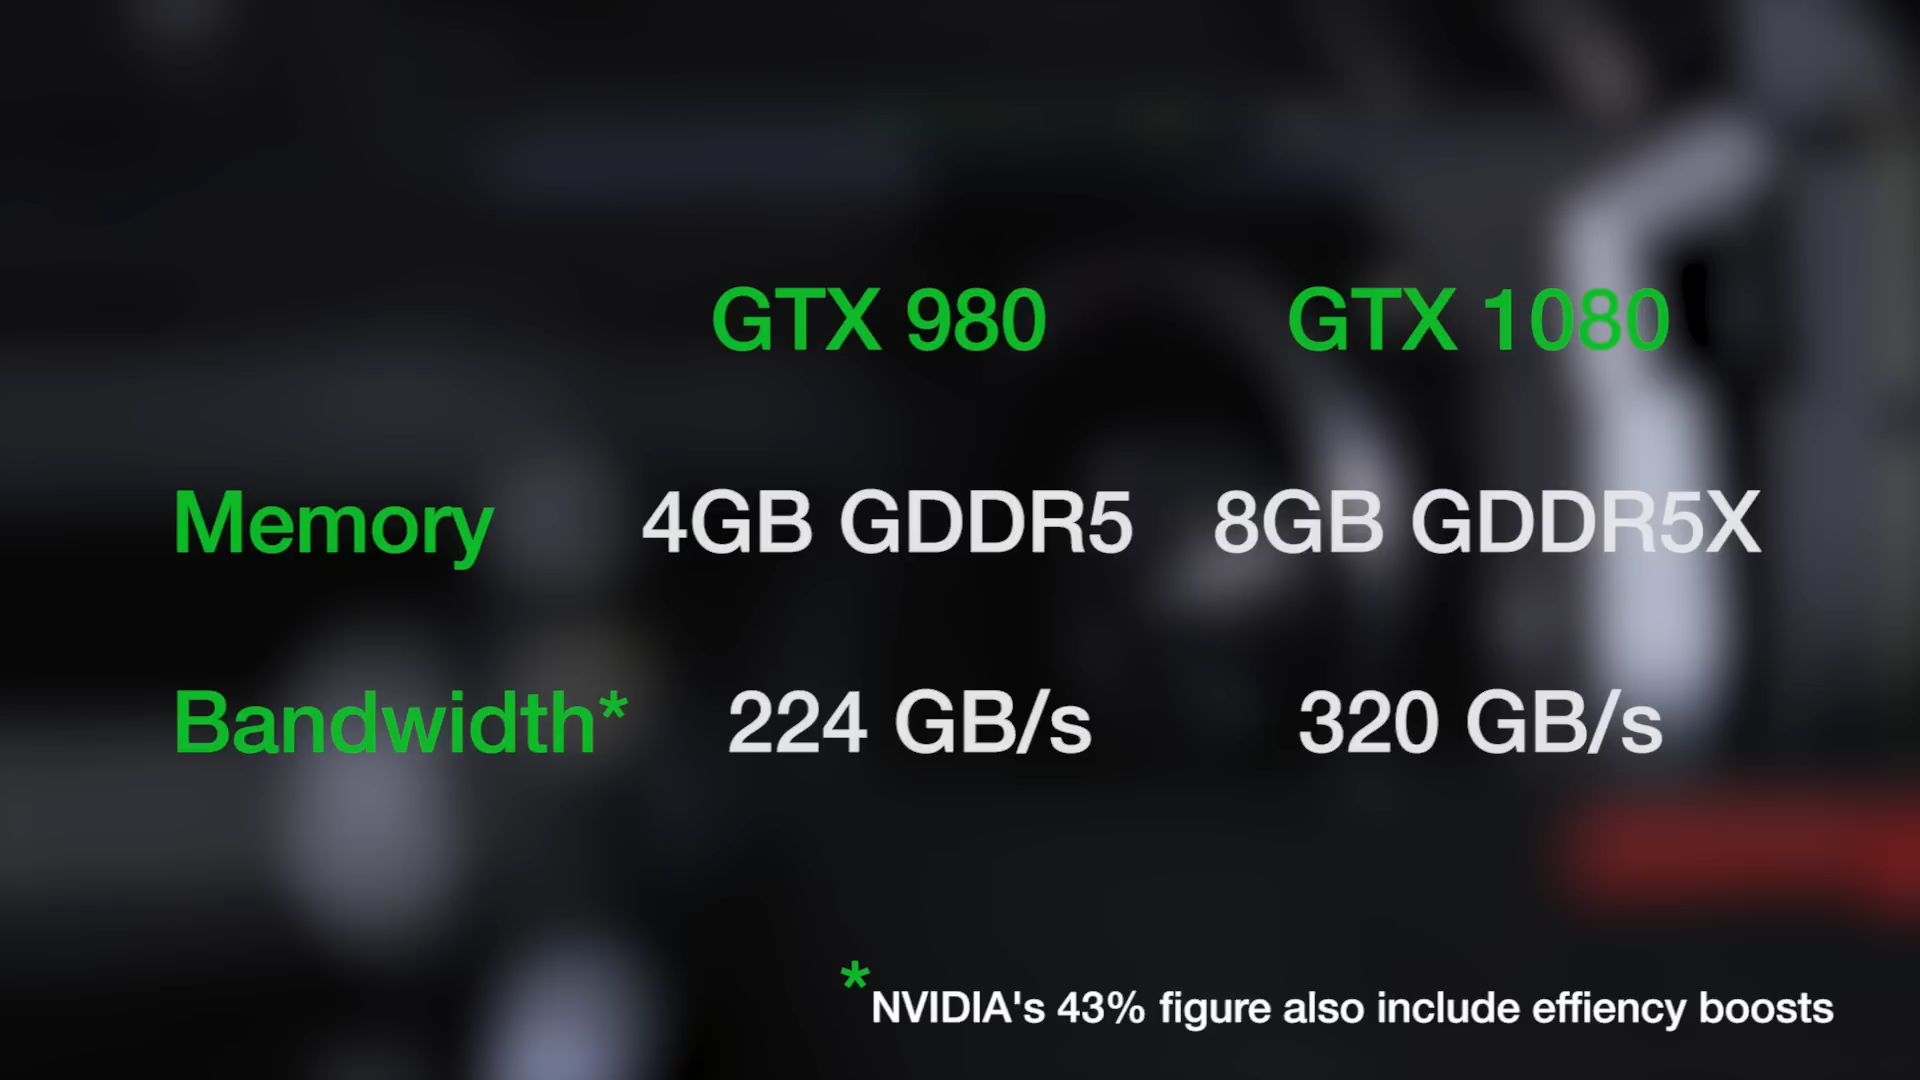 GTX 980 GTX 1080
Memory 4GB GDDR5 8GB GDDR5X
Bandwidth* 224 GB/s 320 GB/s
*NVIDIA's 43% figure also include effiency boosts